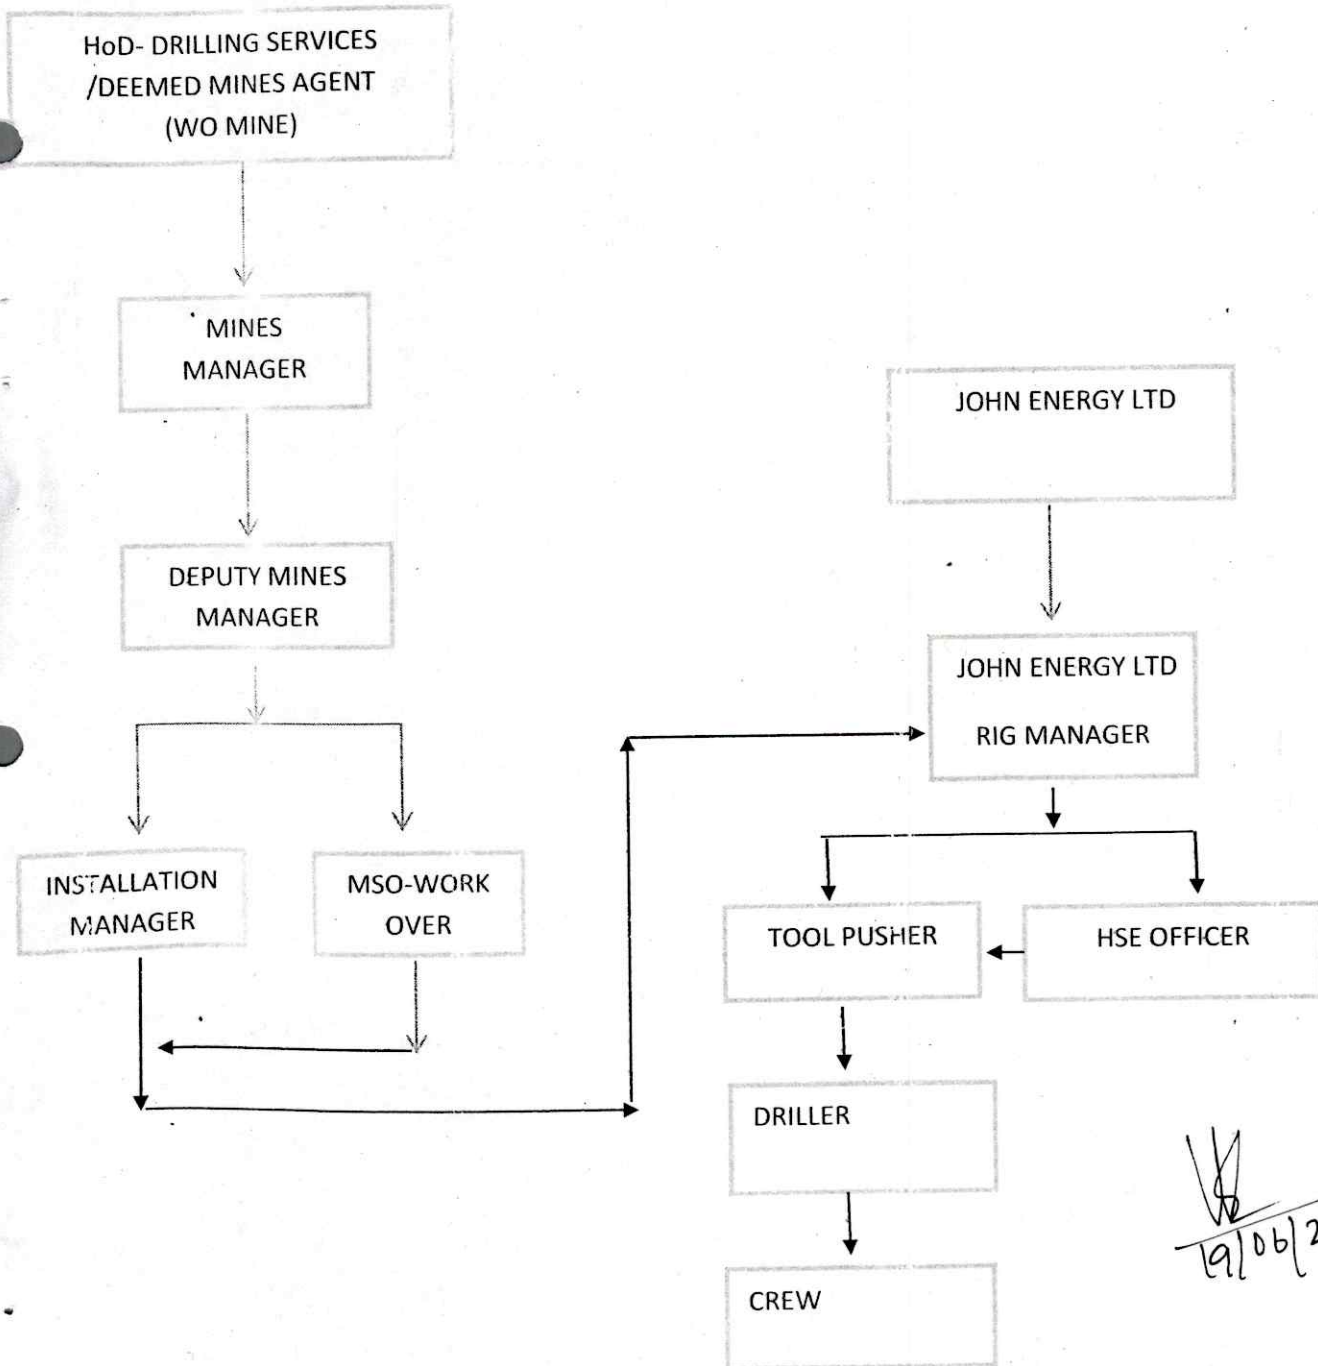 HoD- DRILLING SERVICES
/DEEMED MINES AGENT
(WO MINE)
MINES
MANAGER
DEPUTY MINES
MANAGER
INSTALLATION
MANAGER
MSO-WORK
OVER
JOHN ENERGY LTD
JOHN ENERGY LTD
RIG MANAGER
TOOL PUSHER
HSE OFFICER
DRILLER
CREW
19/06/2